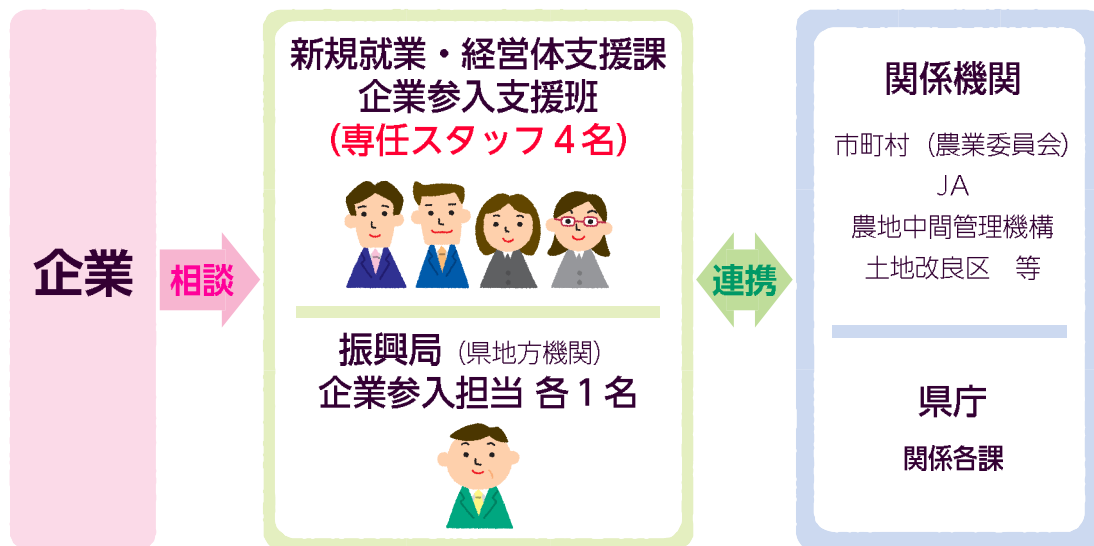 企業
相談
新規就業・経営体支援課
企業参入支援班
(専任スタッフ４名)
振興局（県地方機関）
企業参入担当 各１名
連携
関係機関
市町村（農業委員会）
JA
農地中間管理機構
土地改良区　等
県庁
関係各課